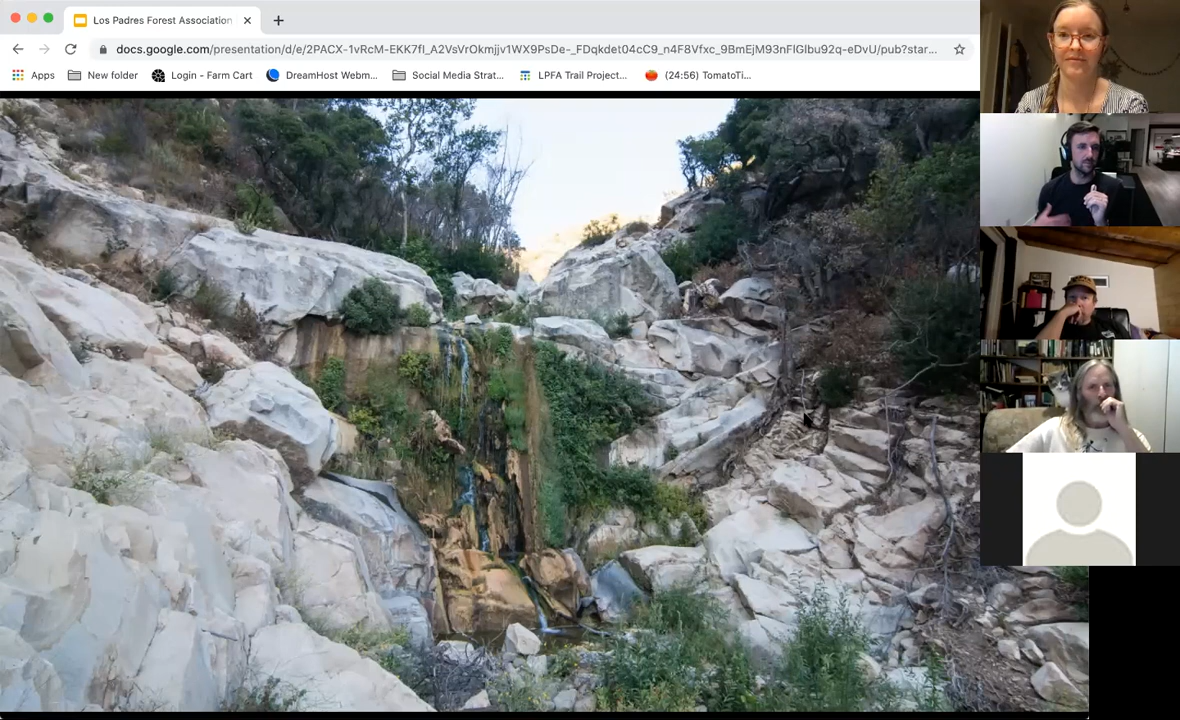 Los Padres Forest Association
docs.google.com/presentation/d/e/2PACX-1vRcM-EKK7fI_A2VsVrOkmjjv1WX9PsDe-_FDqkdet04cC9_n4F8Vfxc_9BmEjM93nFIGlbu92q-eDvU/pub?star...
Apps New folder Login - Farm Cart DreamHost Webm... Social Media Strat... LPFA Trail Project... (24:56) TomatoTi...